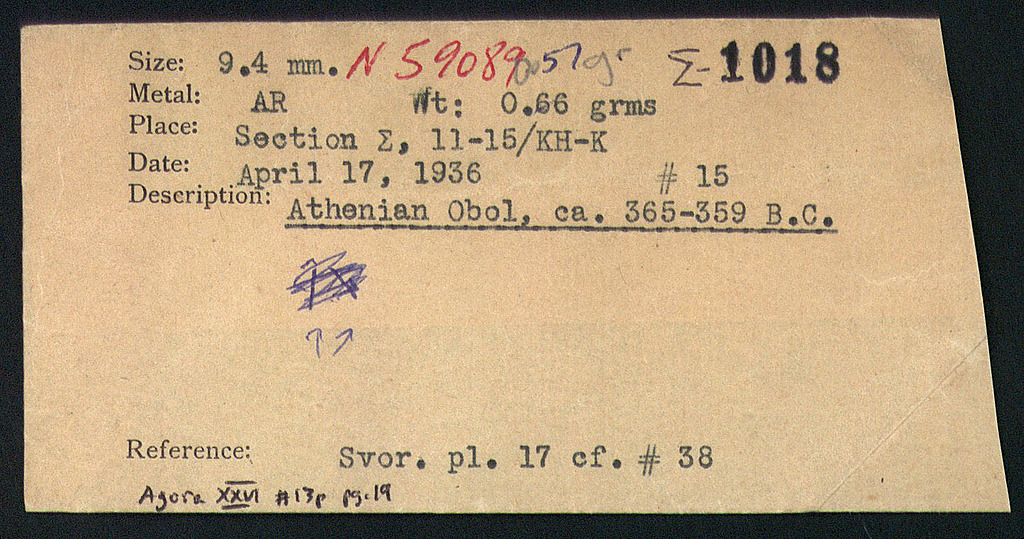 Size: 9.4 mm. N 59089 0.57 gr Σ-1018
Metal: AR Wt: 0.66 grms
Place: Section Σ, 11-15/KH-K
Date: April 17, 1936 # 15
Description: Athenian Obol, ca. 365-359 B.C.
↑↗
Reference: Svor. pl. 17 cf. # 38
Agora XXVI #13p pg.19